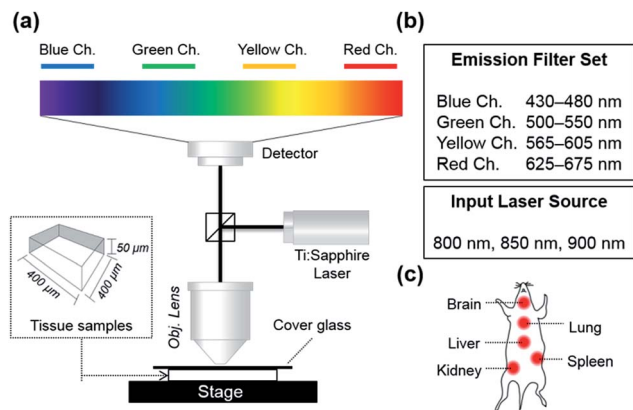 (a)
Blue Ch. Green Ch. Yellow Ch. Red Ch.
Detector
Ti:Sapphire
Laser
50 μm
400 μm
400 μm
Tissue samples
Obj. Lens
Cover glass
Stage
(b)
Emission Filter Set
Blue Ch. 430–480 nm
Green Ch. 500–550 nm
Yellow Ch. 565–605 nm
Red Ch. 625–675 nm
Input Laser Source
800 nm, 850 nm, 900 nm
(c)
Brain
Lung
Liver
Spleen
Kidney